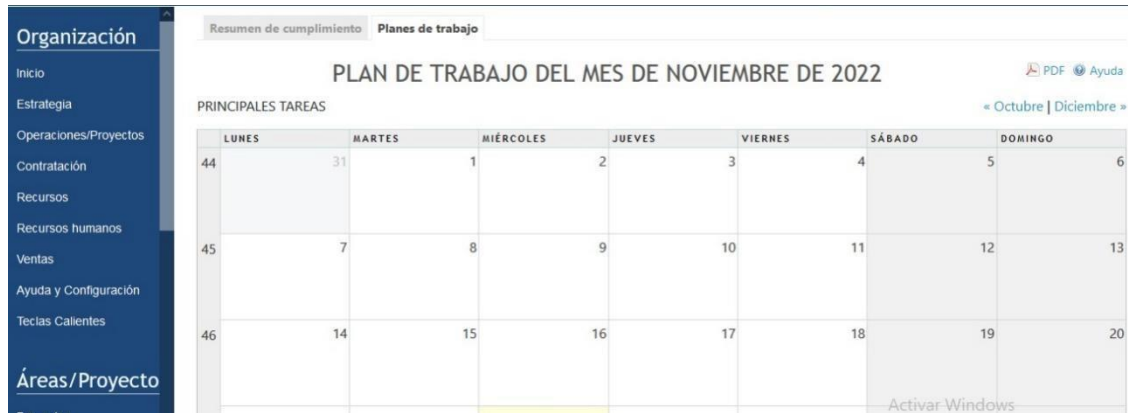 Organización
Inicio
Estrategia
Operaciones/Proyectos
Contratación
Recursos
Recursos humanos
Ventas
Ayuda y Configuración
Teclas Calientes
Áreas/Proyecto
Resumen de cumplimiento Planes de trabajo
PLAN DE TRABAJO DEL MES DE NOVIEMBRE DE 2022
PDF Ayuda
PRINCIPALES TAREAS
« Octubre | Diciembre »
LUNES MARTES MIÉRCOLES JUEVES VIERNES SÁBADO DOMINGO
44 31 1 2 3 4 5 6
45 7 8 9 10 11 12 13
46 14 15 16 17 18 19 20
Activar Windows